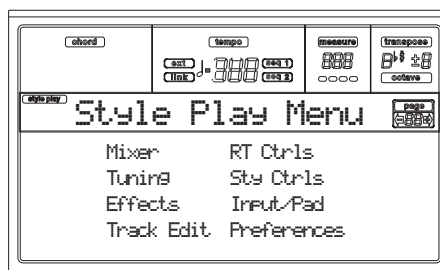 chord tempo measure transpose
ext seq 1
link seq 2
octave
style play
Style Play Menu
page
Mixer RT Ctrls
Tuning Sty Ctrls
Effects Input/Pad
Track Edit Preferences